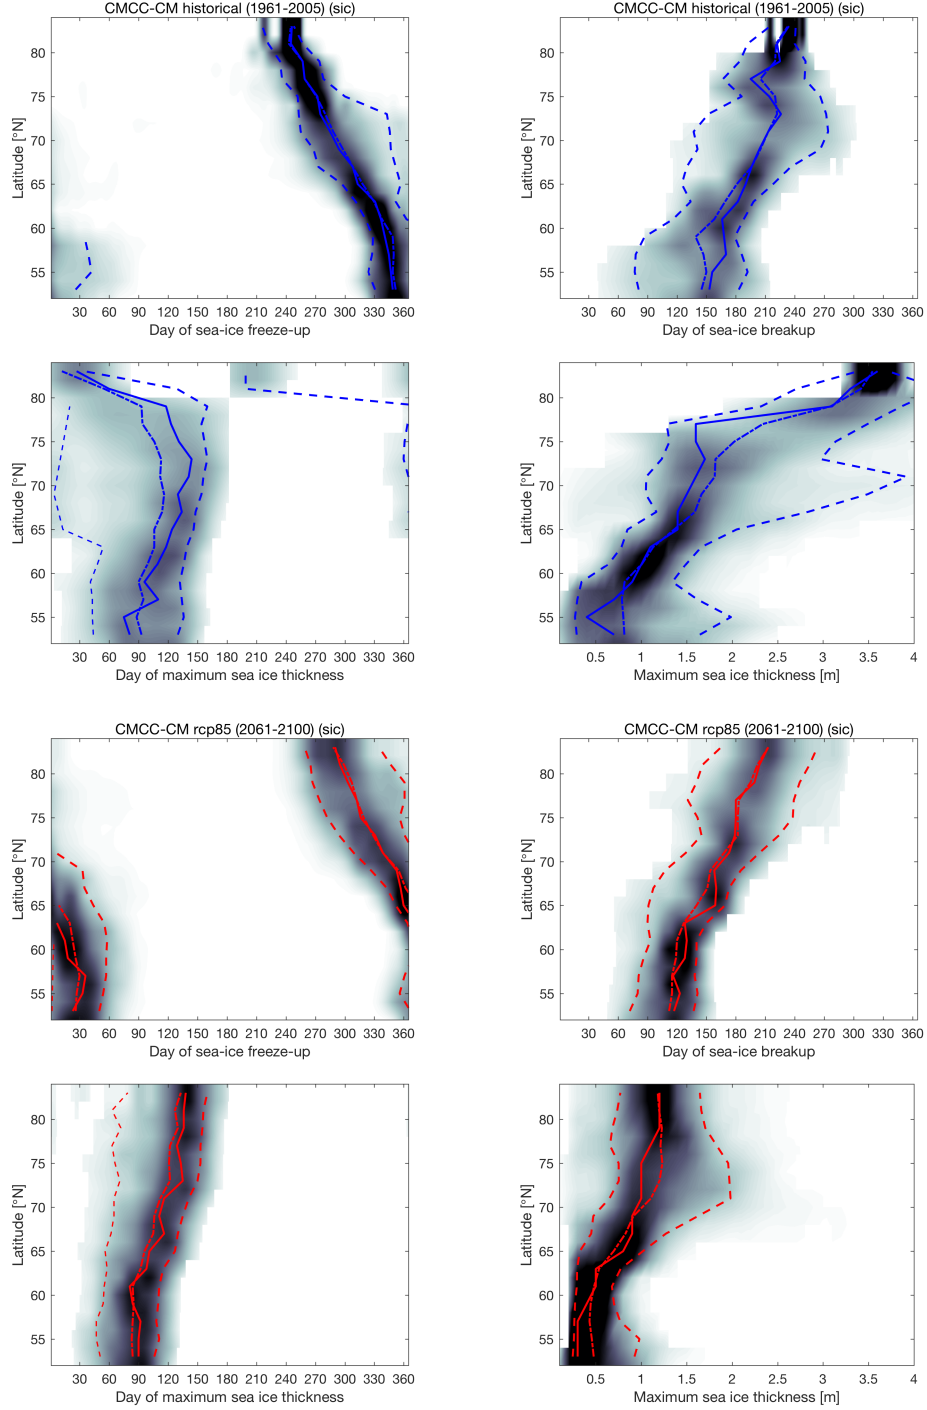 CMCC-CM historical (1961-2005) (sic)
CMCC-CM historical (1961-2005) (sic)
Latitude [°N]
80
75
70
65
60
55
30 60 90 120 150 180 210 240 270 300 330 360
Day of sea-ice freeze-up
Latitude [°N]
80
75
70
65
60
55
30 60 90 120 150 180 210 240 270 300 330 360
Day of sea-ice breakup
Latitude [°N]
80
75
70
65
60
55
30 60 90 120 150 180 210 240 270 300 330 360
Day of maximum sea ice thickness
Latitude [°N]
80
75
70
65
60
55
0.5 1 1.5 2 2.5 3 3.5 4
Maximum sea ice thickness [m]
CMCC-CM rcp85 (2061-2100) (sic)
CMCC-CM rcp85 (2061-2100) (sic)
Latitude [°N]
80
75
70
65
60
55
30 60 90 120 150 180 210 240 270 300 330 360
Day of sea-ice freeze-up
Latitude [°N]
80
75
70
65
60
55
30 60 90 120 150 180 210 240 270 300 330 360
Day of sea-ice breakup
Latitude [°N]
80
75
70
65
60
55
30 60 90 120 150 180 210 240 270 300 330 360
Day of maximum sea ice thickness
Latitude [°N]
80
75
70
65
60
55
0.5 1 1.5 2 2.5 3 3.5 4
Maximum sea ice thickness [m]